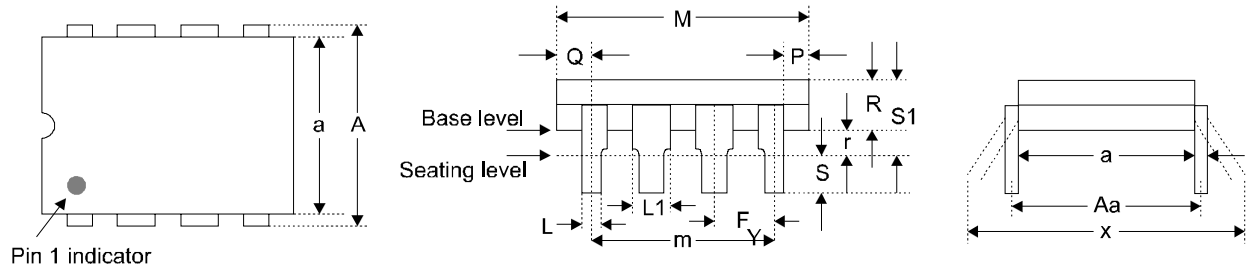 a
A
Pin 1 indicator
M
Q
P
R
S1
Base level
r
Seating level
S
L
L1
F
Y
m
a
Aa
x